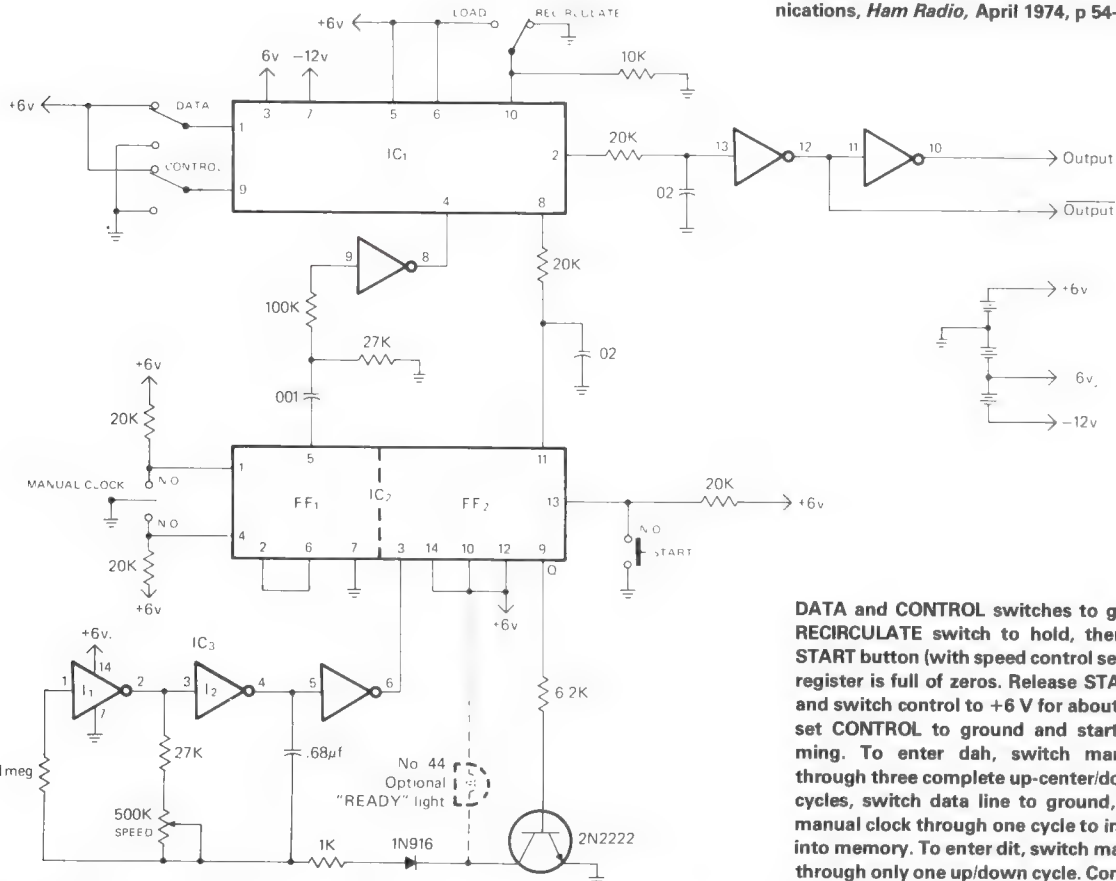 nications, Ham Radio, April 1974, p 54-
LOAD
RECIRCULATE
+6v
6v
-12v
10K
+6v
DATA
3
7
5
6
10
1
IC1
2
20K
13
12
11
10
Output
CONTROL
9
02
Output
4
8
9
8
20K
+6v
100K
27K
02
6v
+6v
001
-12v
20K
5
11
MANUAL CLOCK
N O
1
FF1
IC2
FF2
13
20K
+6v
N O
4
N O
START
2
6
7
3
14
10
12
9
Q
20K
+6v
+6v
+6v.
IC3
14
1
I1
2
3
I2
4
5
6
7
6 2K
27K
.68µf
No 44
Optional
"READY"
light
meg
500K
SPEED
1K
1N916
2N2222
DATA and CONTROL switches to g
RECIRCULATE switch to hold, ther
START button (with speed control se
register is full of zeros. Release STA
and switch control to +6 V for about
set CONTROL to ground and start
ming. To enter dah, switch mar
through three complete up-center/do
cycles, switch data line to ground,
manual clock through one cycle to in
into memory. To enter dit, switch ma
through only one up/down cycle. Cor